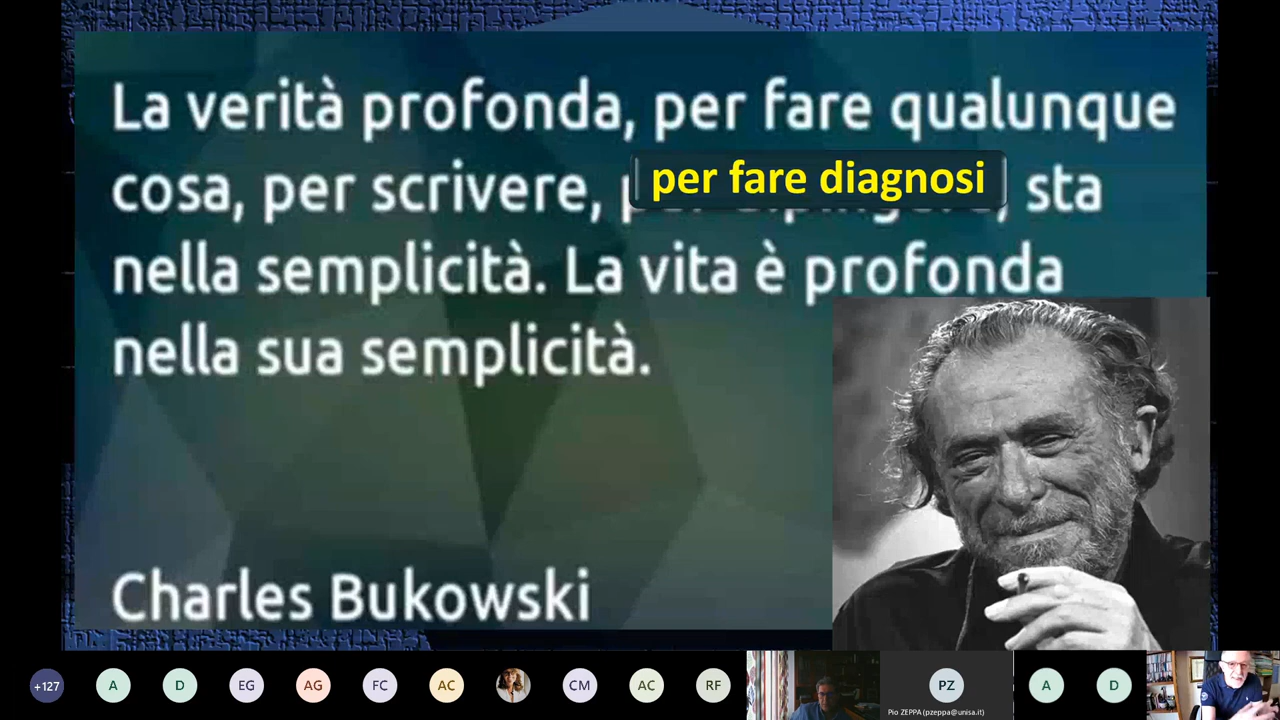 La verità profonda, per fare qualunque
cosa, per scrivere, per fare diagnosi, sta
nella semplicità. La vita è profonda
nella sua semplicità.
Charles Bukowski
+127
A
D
EG
AG
FC
AC
CM
AC
RF
PZ
A
D
Pio ZEPPA (pzeppa@unisa.it)